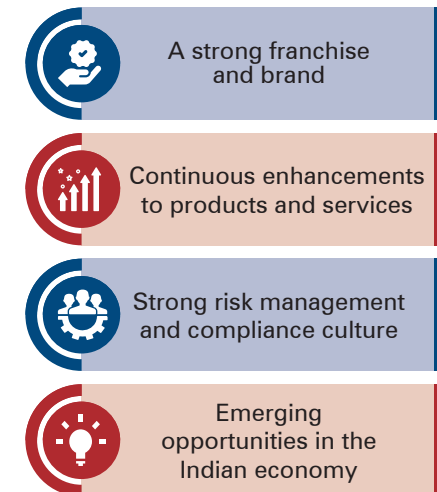 A strong franchise
and brand
Continuous enhancements
to products and services
Strong risk management
and compliance culture
Emerging
opportunities in the
Indian economy